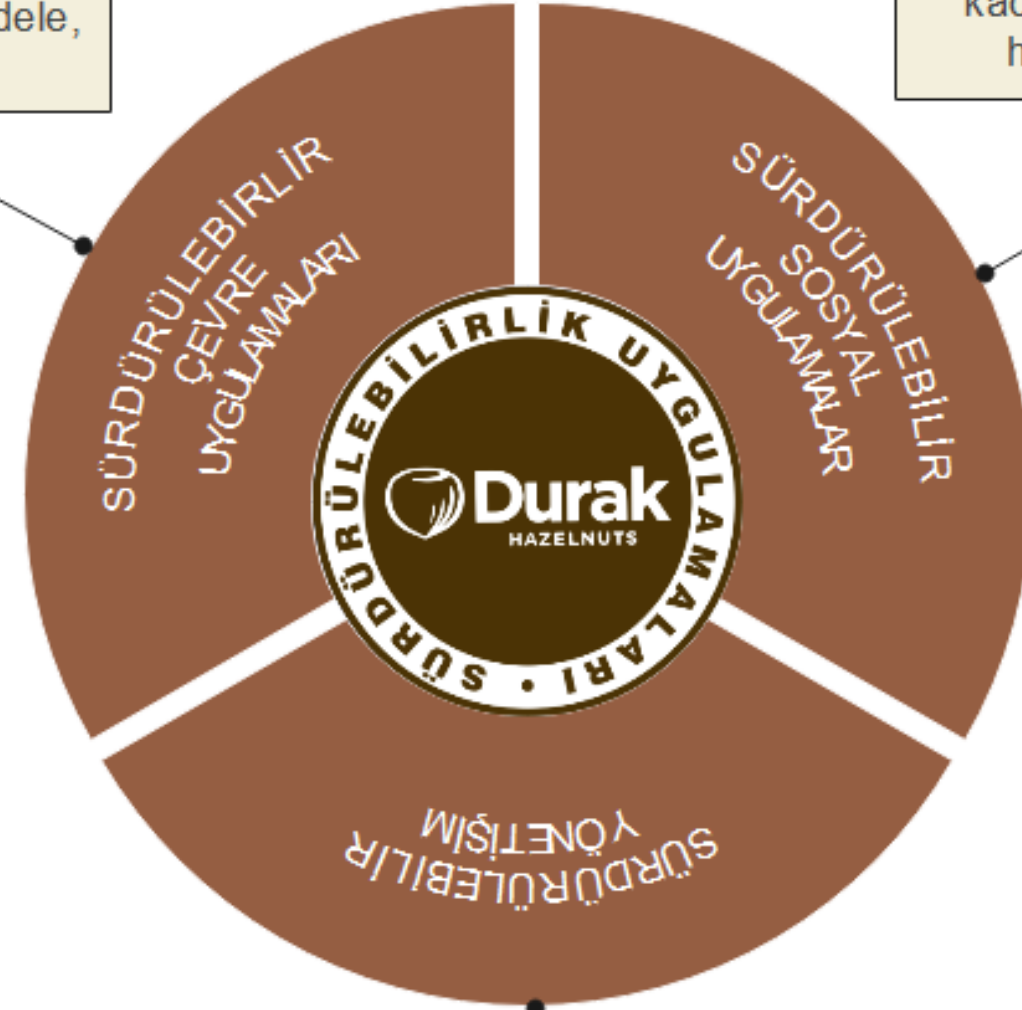 dele,
SÜRDÜRÜLEBİRLİR
ÇEVRE
UYGULAMALARI
SÜRDÜRÜLEBİLİR
SOSYAL
UYGULAMALAR
SÜRDÜRÜLEBİLİRLİK UYGULAMALARI •
Durak
HAZELNUTS
SÜRDÜRÜLEBİLİR
YÖNETİŞİM